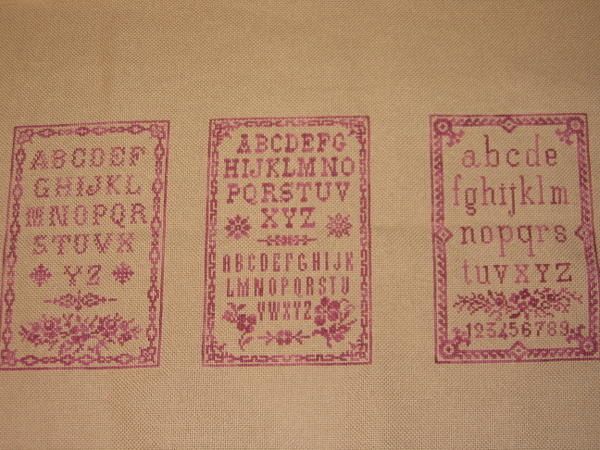 ABCDEF
GHIJKL
MNOPQR
STUVX
YZ
ABCDEFG
HIJKLMNO
PQRSTUV
XYZ
ABCDEFGHIJK
LMNOPQRSTU
VWXYZ
abcde
fghijklm
nopqrs
tuvxyz
123456789